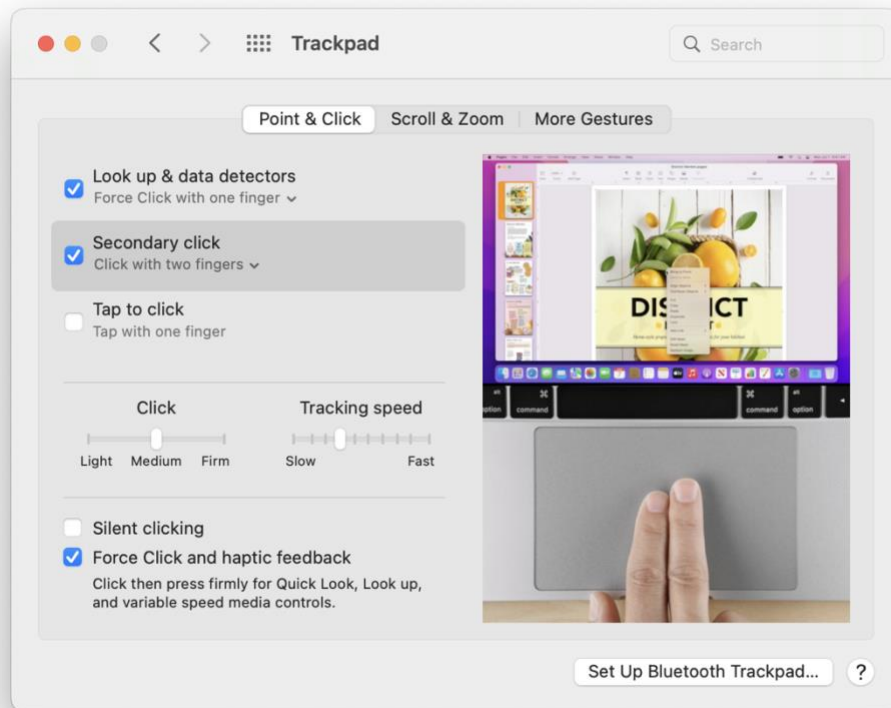 Trackpad
Search
Point & Click
Scroll & Zoom
More Gestures
Look up & data detectors
Force Click with one finger
Secondary click
Click with two fingers
Tap to click
Tap with one finger
Click
Tracking speed
Light
Medium
Firm
Slow
Fast
Silent clicking
Force Click and haptic feedback
Click then press firmly for Quick Look, Look up,
and variable speed media controls.
DIS ICT
alt
option
⌘
command
⌘
command
alt
option
Set Up Bluetooth Trackpad...
?